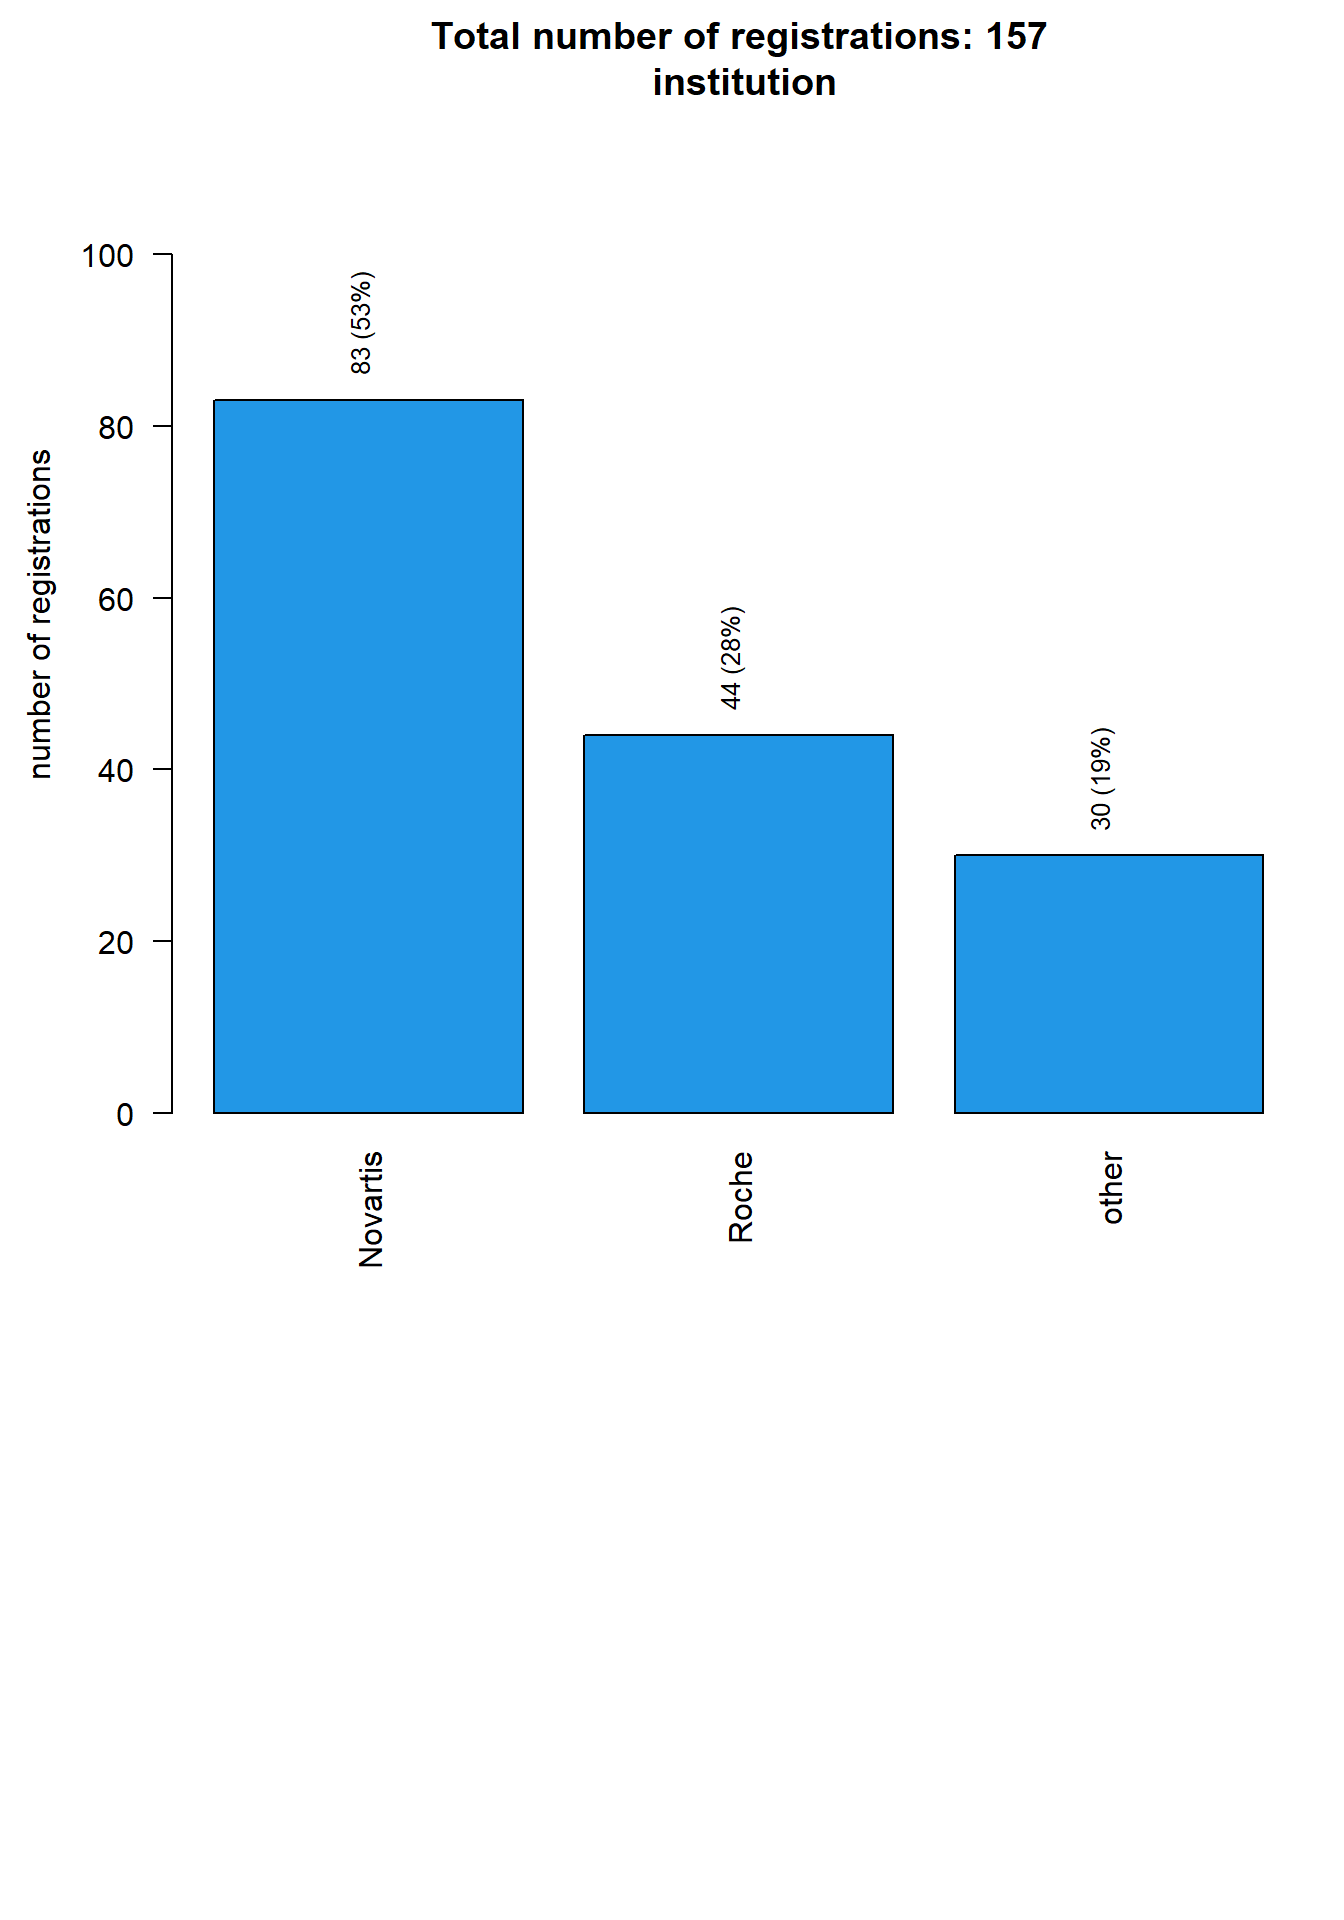 Total number of registrations: 157
institution
number of registrations
100
80
60
40
20
0
83 (53%)
44 (28%)
30 (19%)
Novartis
Roche
other